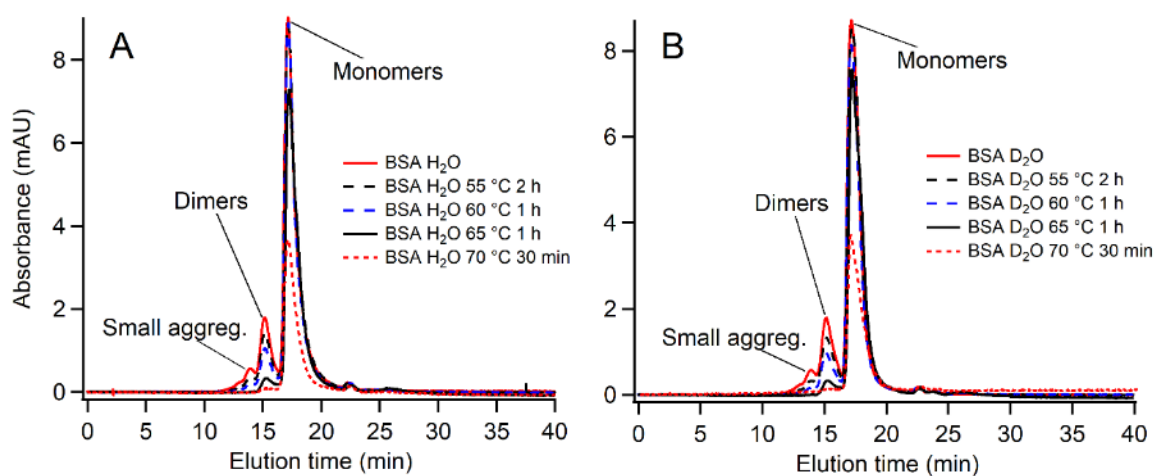 A
Monomers
Dimers
Small aggreg.
BSA H₂O
BSA H₂O 55 °C 2 h
BSA H₂O 60 °C 1 h
BSA H₂O 65 °C 1 h
BSA H₂O 70 °C 30 min
Absorbance (mAU)
8
6
4
2
0
0 5 10 15 20 25 30 35 40
Elution time (min)
B
Monomers
Dimers
Small aggreg.
BSA D₂O
BSA D₂O 55 °C 2 h
BSA D₂O 60 °C 1 h
BSA D₂O 65 °C 1 h
BSA D₂O 70 °C 30 min
8
6
4
2
0
0 5 10 15 20 25 30 35 40
Elution time (min)